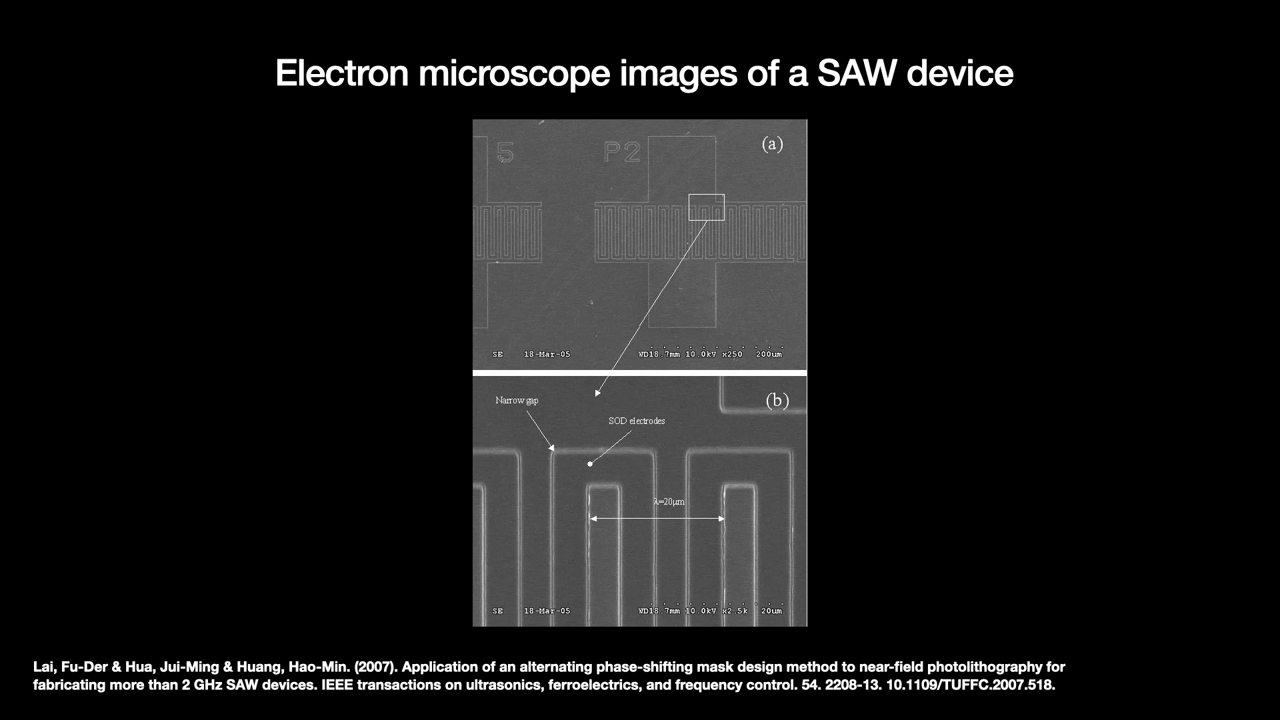 Electron microscope images of a SAW device
5 P2 (a)
SE 18-Mar-05 WD18.7mm 10.0kV x250 200um
Narrow gap (b)
SOD electrodes
λ=20μm
SE 18-Mar-05 WD18.7mm 10.0kV x2.5k 20um
Lai, Fu-Der & Hua, Jui-Ming & Huang, Hao-Min. (2007). Application of an alternating phase-shifting mask design method to near-field photolithography for
fabricating more than 2 GHz SAW devices. IEEE transactions on ultrasonics, ferroelectrics, and frequency control. 54. 2208-13. 10.1109/TUFFC.2007.518.